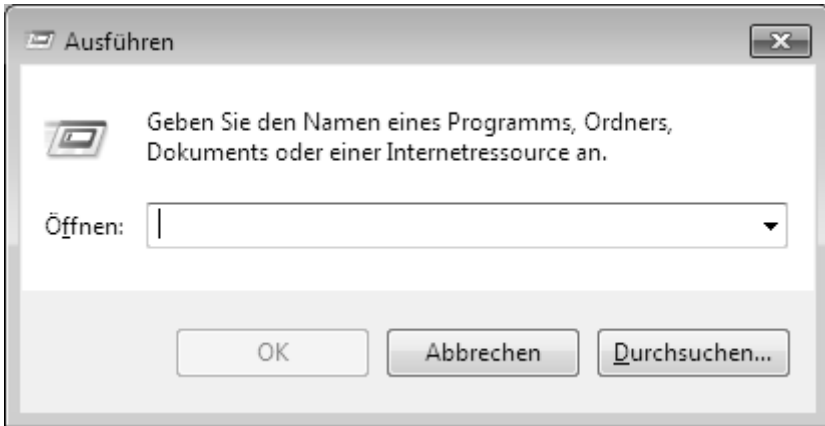 Ausführen
Geben Sie den Namen eines Programms, Ordners,
Dokuments oder einer Internetressource an.
Öffnen:
OK Abbrechen Durchsuchen...